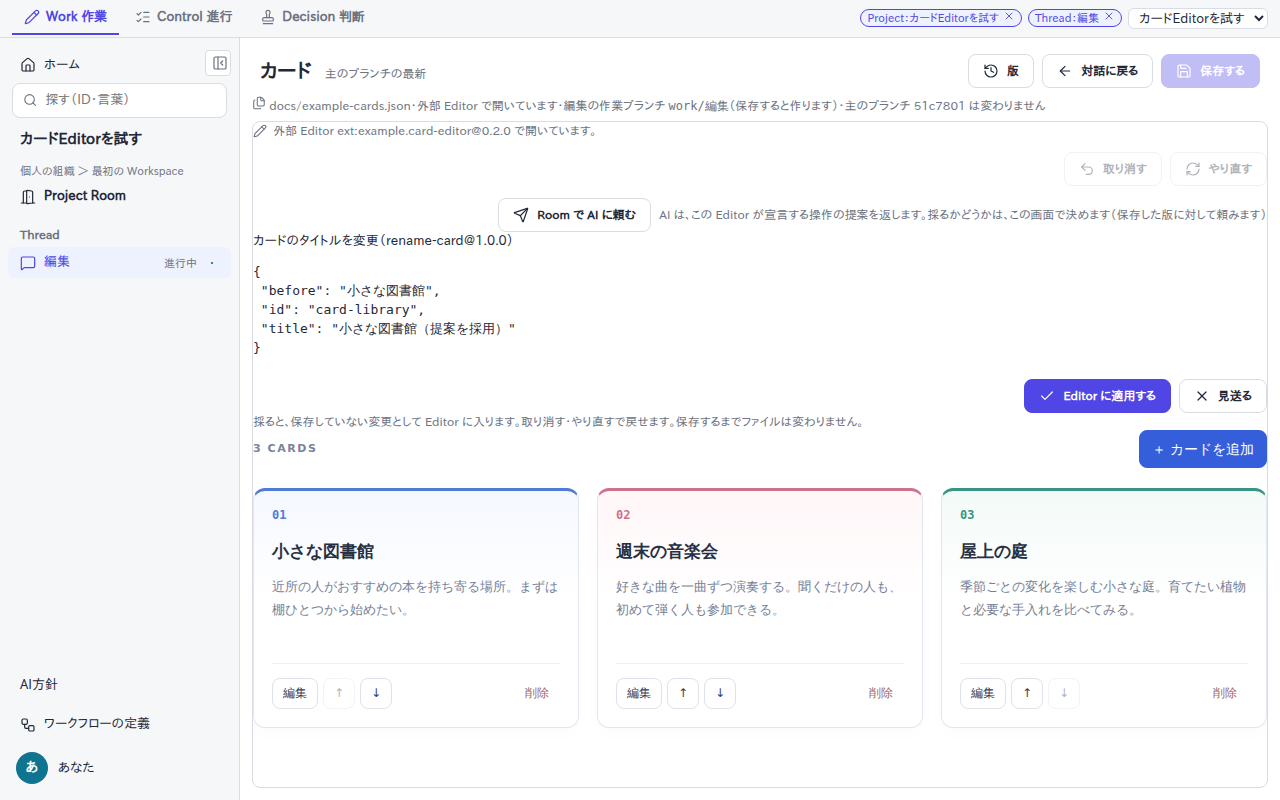 Work 作業
Control 進行
Decision 判断
Project:カードEditorを試す ×
Thread:編集 ×
カードEditorを試す
ホーム
探す(ID·言葉)
カードEditorを試す
個人の組織 > 最初の Workspace
Project Room
Thread
編集 進行中 ·
AI方針
ワークフローの定義
あ あなた
カード 主のブランチの最新
版
対話に戻る
保存する
docs/example-cards.json·外部 Editor で開いています·編集の作業ブランチ work/編集(保存すると作ります)·主のブランチ 51c7801 は変わりません
外部 Editor ext:example.card-editor@0.2.0 で開いています。
取り消す
やり直す
Room で AI に頼む
AI は、この Editor が宣言する操作の提案を返します。採るかどうかは、この画面で決めます(保存した版に対して頼みます)
カードのタイトルを変更(rename-card@1.0.0)
{
"before": "小さな図書館",
"id": "card-library",
"title": "小さな図書館（提案を採用）"
}
Editor に適用する
見送る
採ると、保存していない変更として Editor に入ります。取り消す·やり直すで戻せます。保存するまでファイルは変わりません。
3 CARDS
+ カードを追加
01
小さな図書館
近所の人がおすすめの本を持ち寄る場所。まずは
棚ひとつから始めたい。
編集 ↑ ↓ 削除
02
週末の音楽会
好きな曲を一曲ずつ演奏する。聞くだけの人も、
初めて弾く人も参加できる。
編集 ↑ ↓ 削除
03
屋上の庭
季節ごとの変化を楽しむ小さな庭。育てたい植物
と必要な手入れを比べてみる。
編集 ↑ ↓ 削除